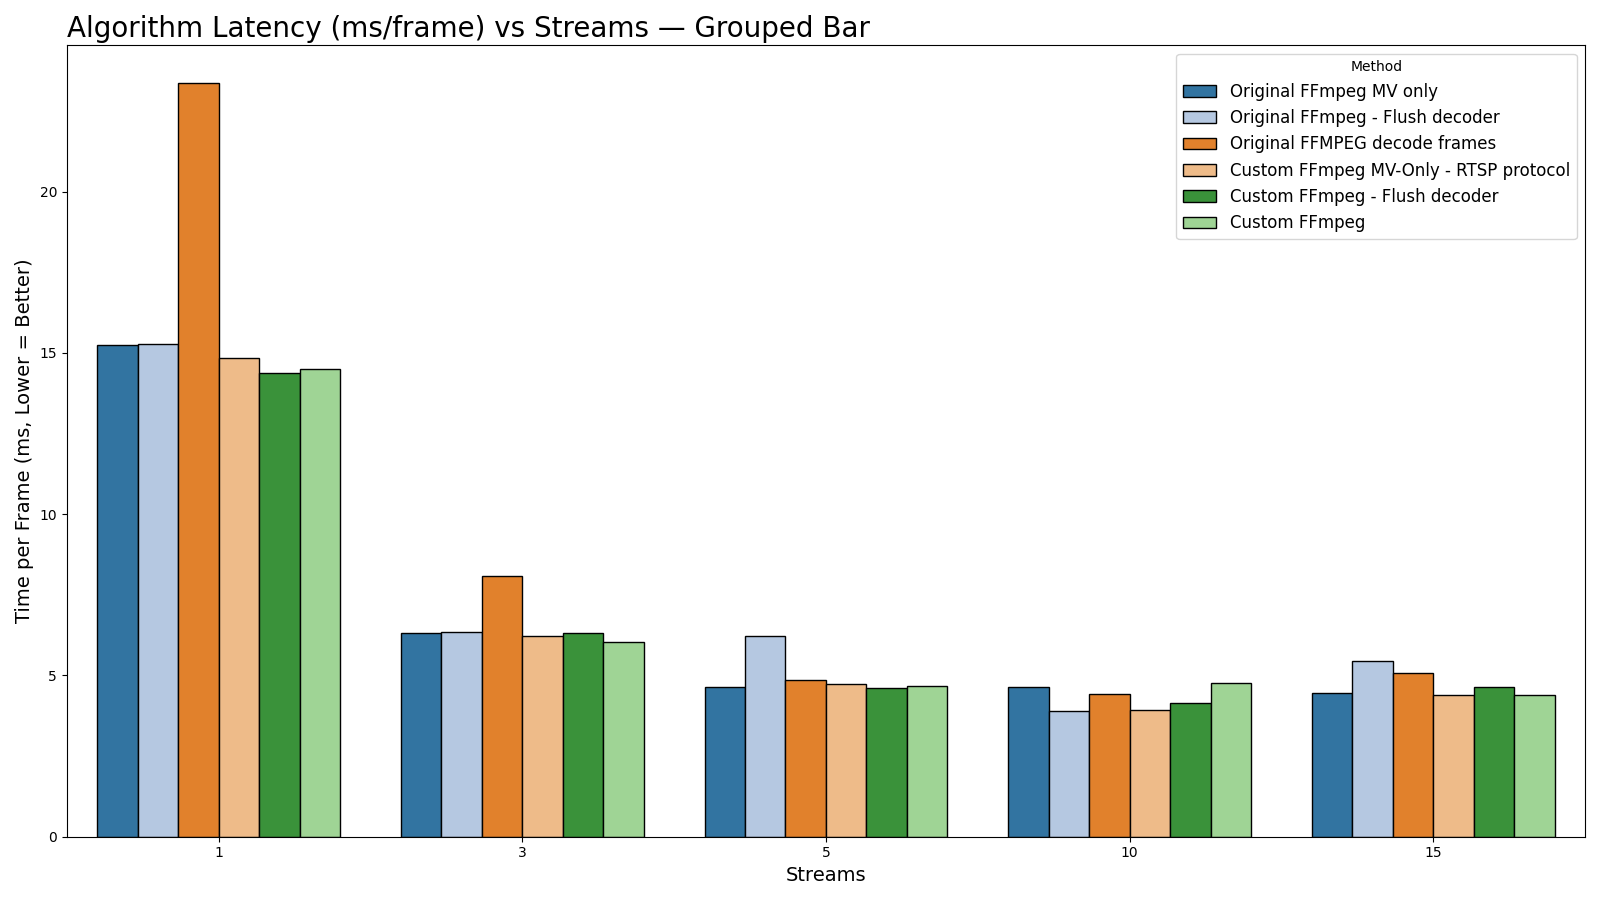 Algorithm Latency (ms/frame) vs Streams — Grouped Bar
Method
Original FFmpeg MV only
Original FFmpeg - Flush decoder
Original FFMPEG decode frames
Custom FFmpeg MV-Only - RTSP protocol
Custom FFmpeg - Flush decoder
Custom FFmpeg
Time per Frame (ms, Lower = Better)
20
15
10
5
0
1
3
5
10
15
Streams